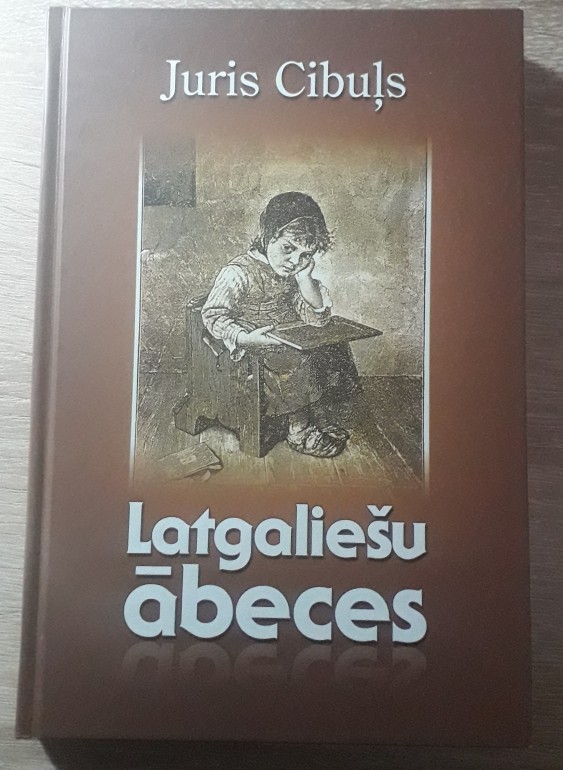 Juris Cibuļs
Latgaliešu
ābeces